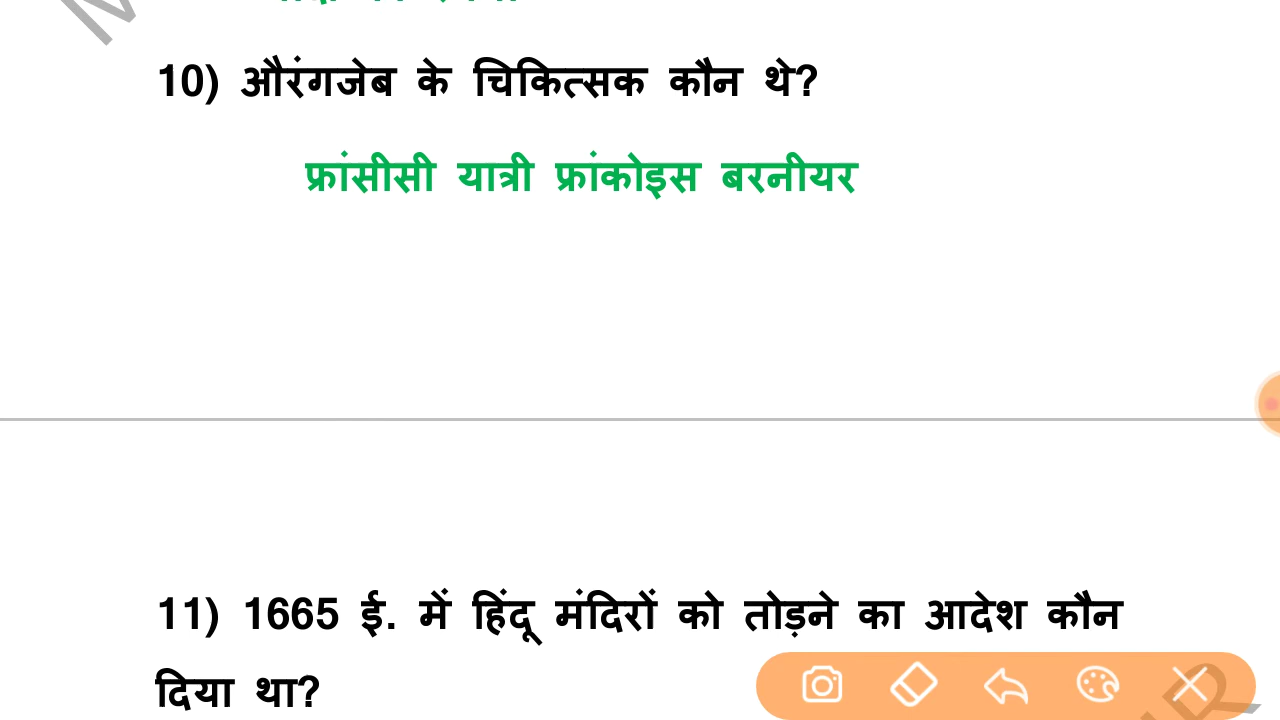 10) औरंगजेब के चिकित्सक कौन थे?
फ्रांसीसी यात्री फ्रांकोइस बरनीयर
11) 1665 ई. में हिंदू मंदिरों को तोड़ने का आदेश कौन
दिया था?